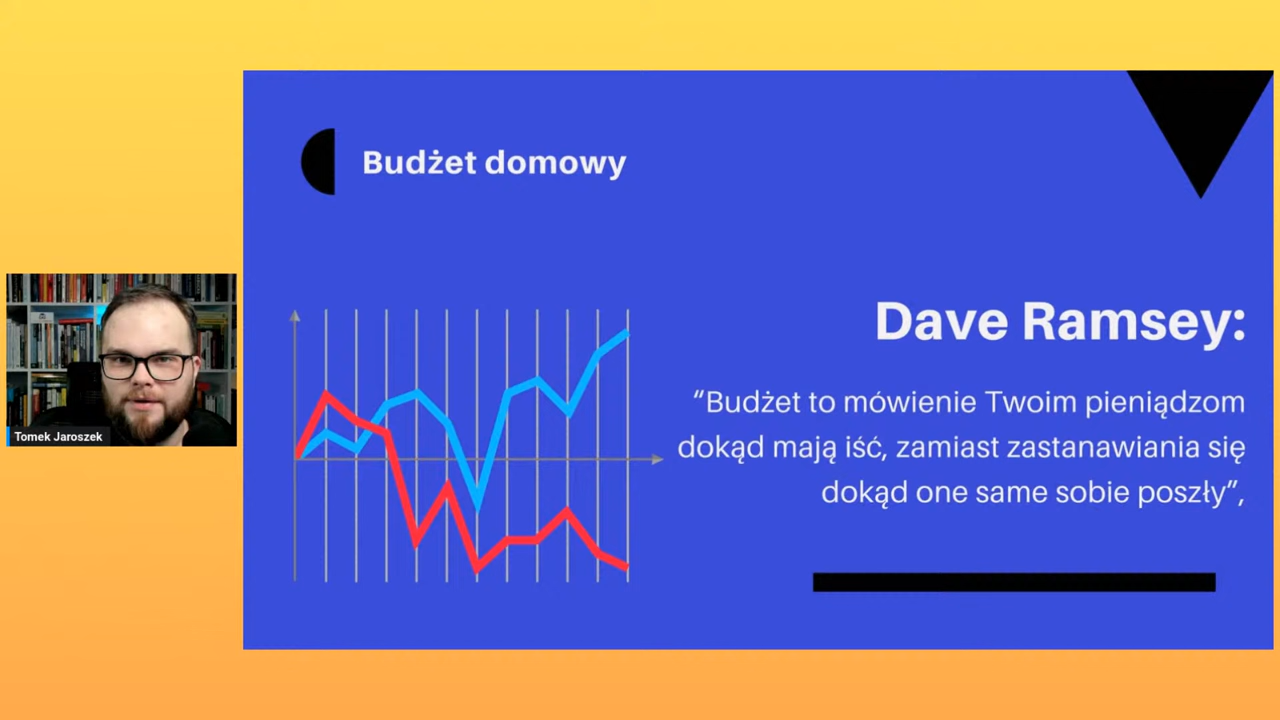 Budżet domowy
Dave Ramsey:
"Budżet to mówienie Twoim pieniądzom
dokąd mają iść, zamiast zastanawiania się
dokąd one same sobie poszły",
Tomek Jaroszek